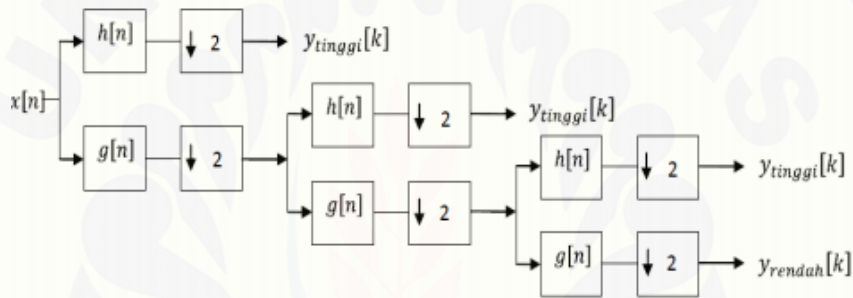 h[n] ↓ 2 y_tinggi[k]
x[n]
g[n] ↓ 2
h[n] ↓ 2 y_tinggi[k]
g[n] ↓ 2
h[n] ↓ 2 y_tinggi[k]
g[n] ↓ 2 y_rendah[k]